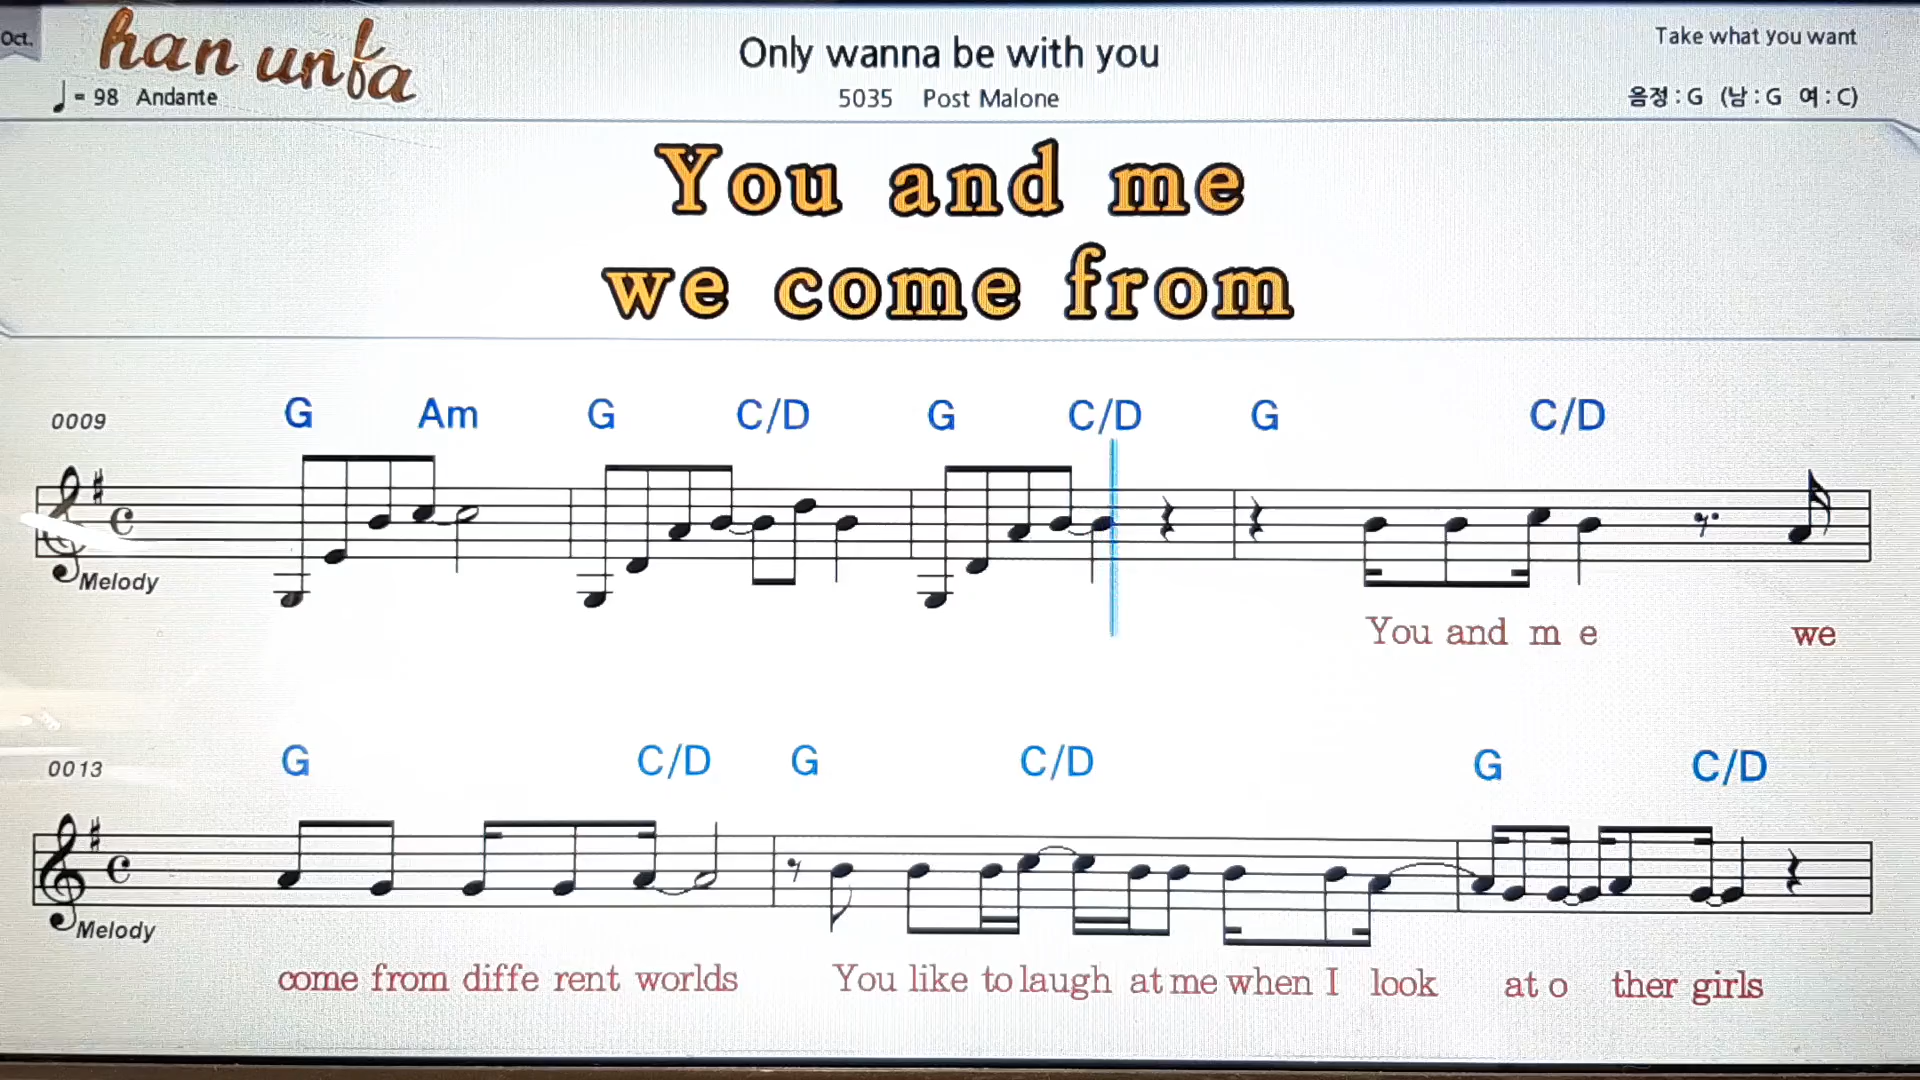 Oct.
han unfa
Only wanna be with you
Take what you want
= 98 Andante
5035 Post Malone
음정 : G (남 : G 여 : C)
You and me
we come from
0009
G Am G C/D G C/D G C/D
Melody
You and m e we
0013
G C/D G C/D G C/D
Melody
come from diffe rent worlds You like to laugh at me when I look at o ther girls